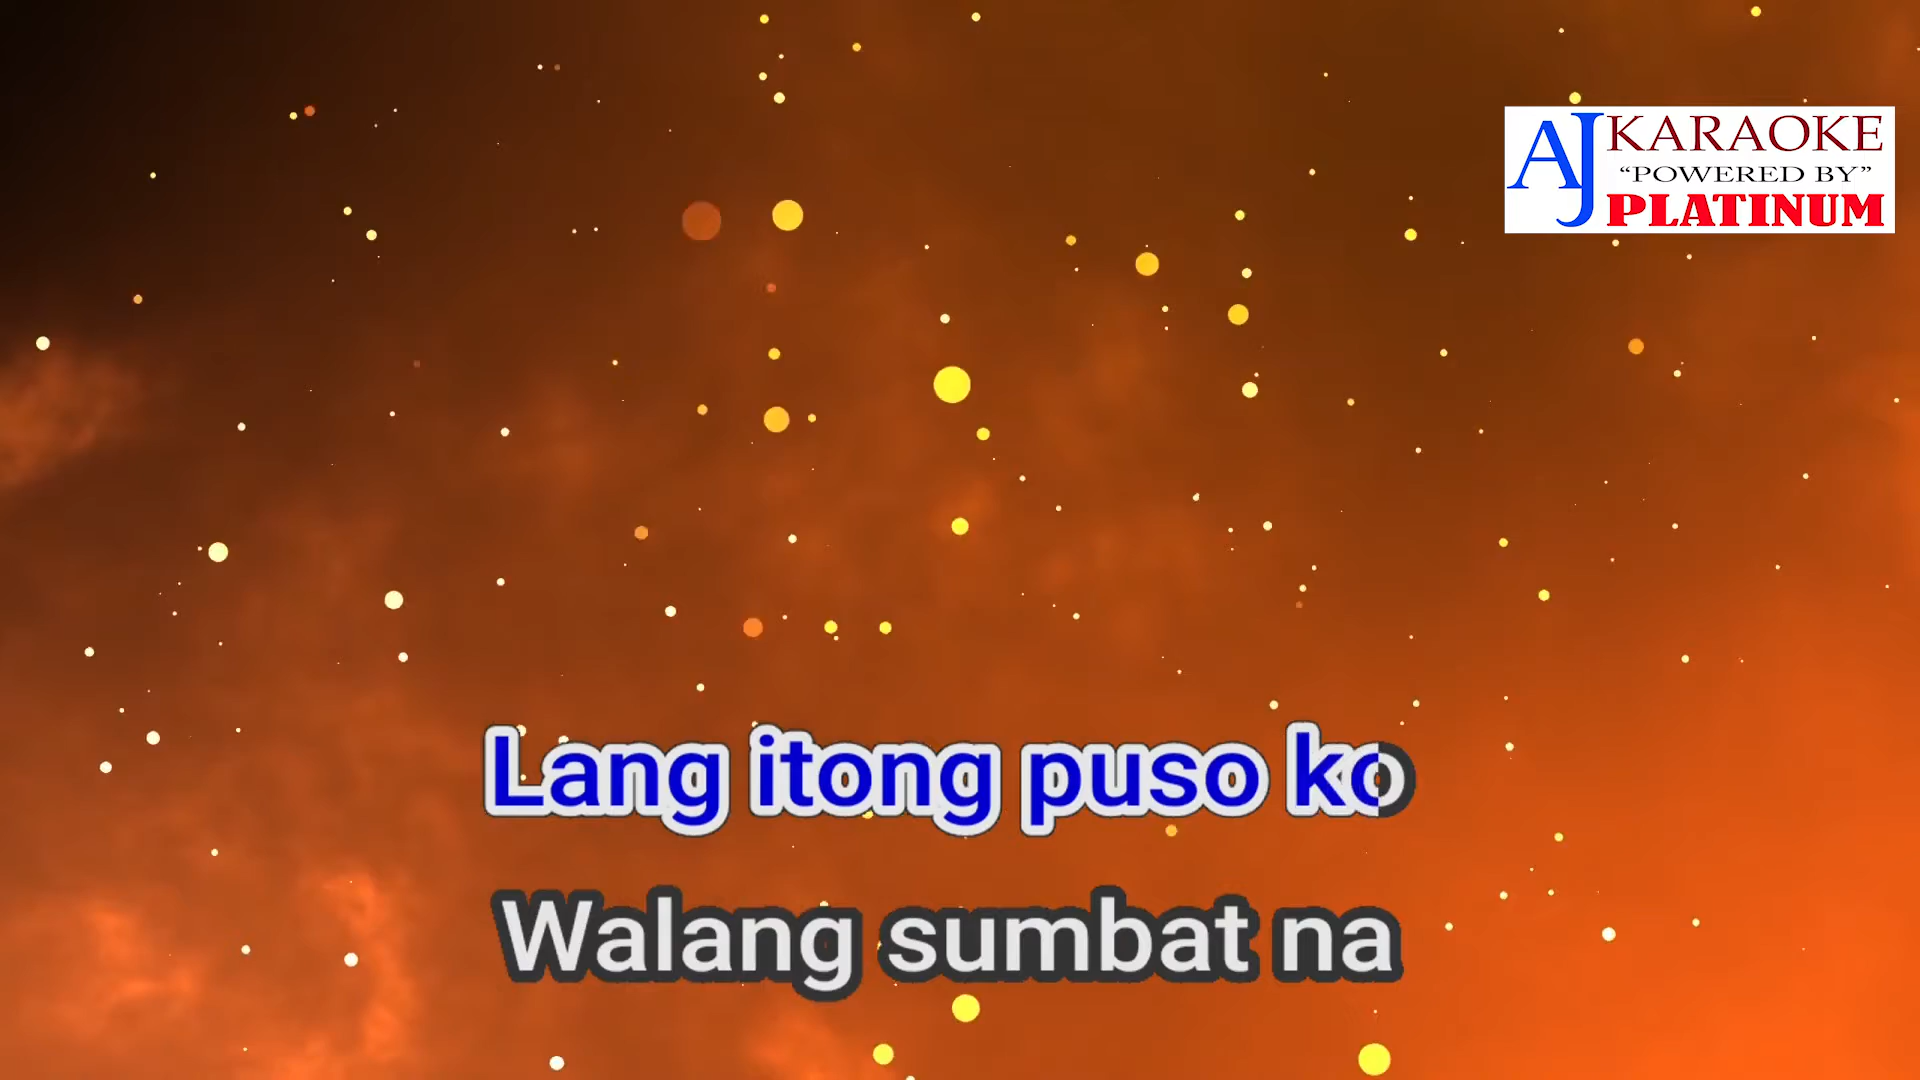 AJ KARAOKE
"POWERED BY"
PLATINUM
Lang itong puso ko
Walang sumbat na